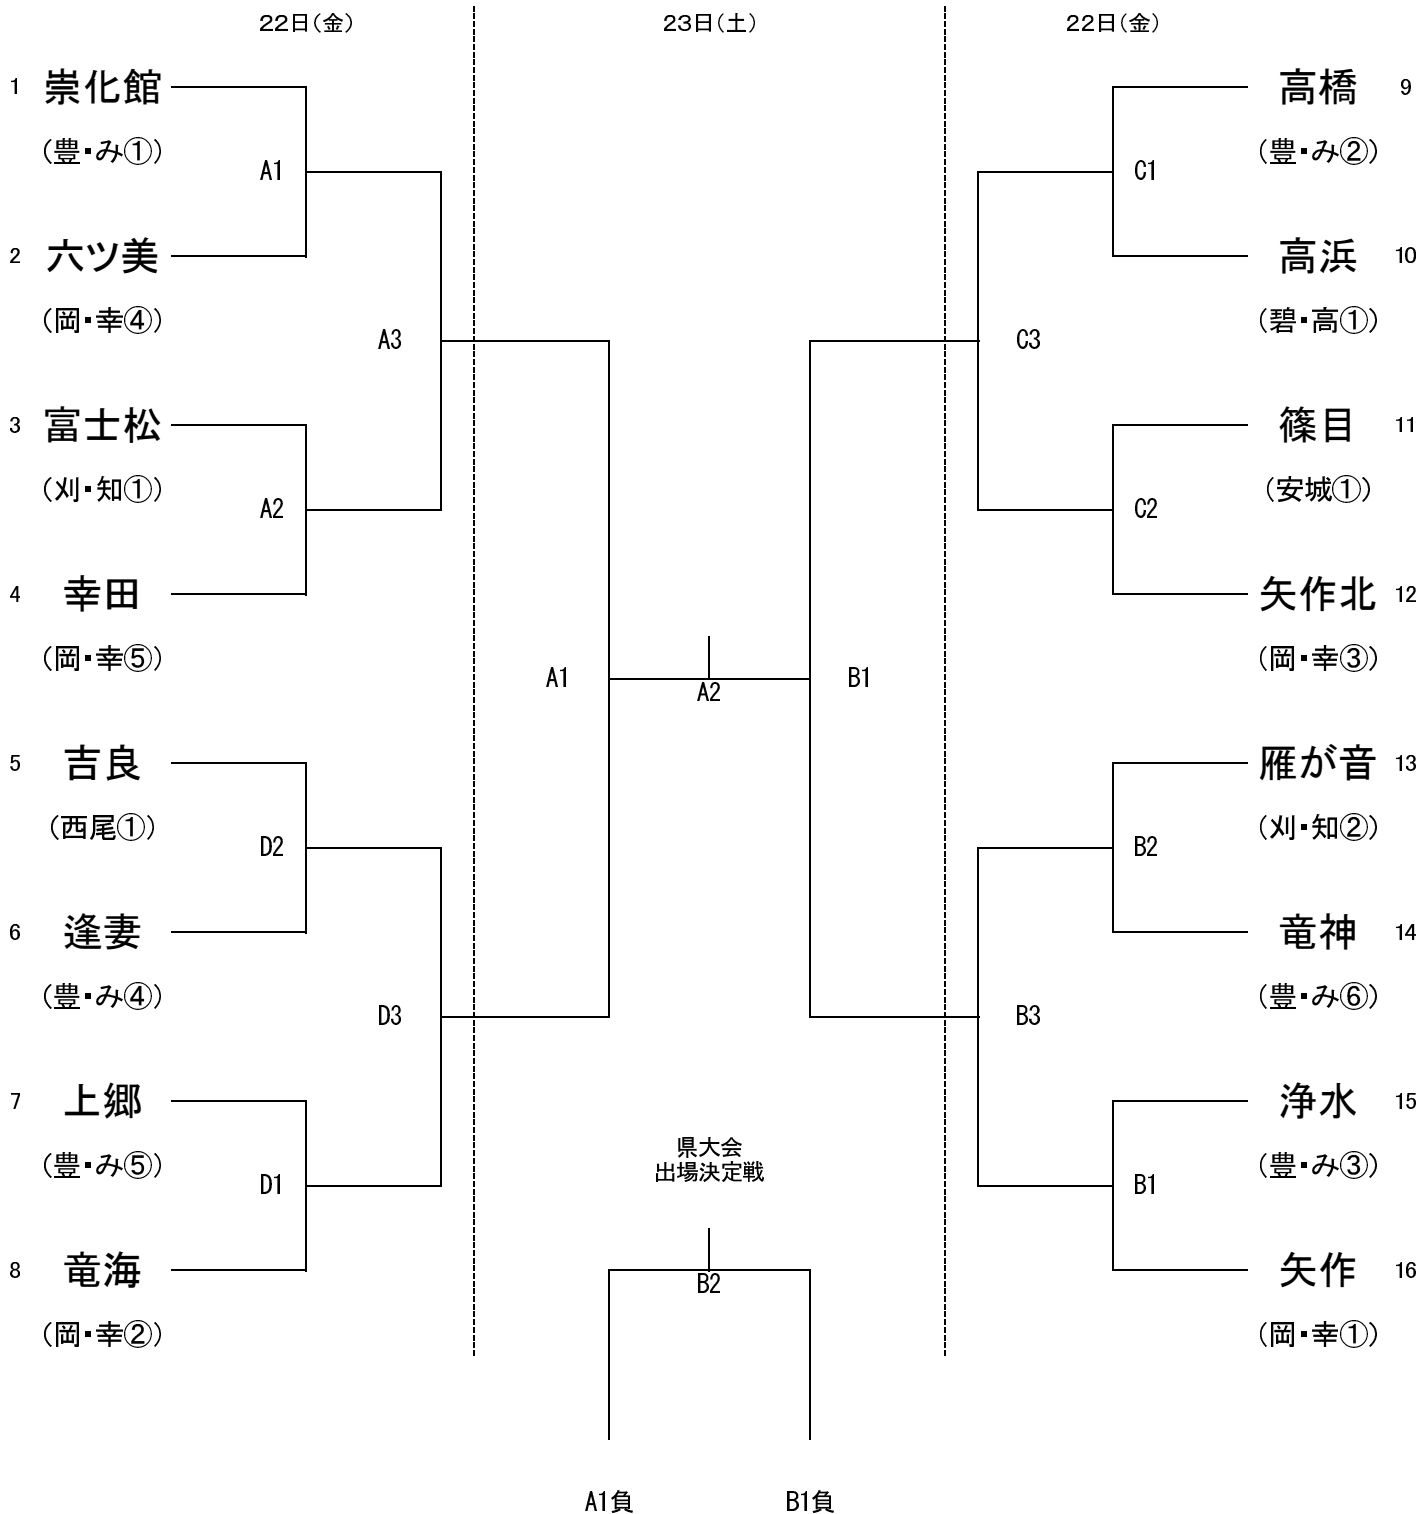 22日(金)
23日(土)
22日(金)
1 崇化館
(豊・み①)
A1
2 六ツ美
(岡・幸④)
A3
3 富士松
(刈・知①)
A2
4 幸田
(岡・幸⑤)
5 吉良
(西尾①)
D2
6 逢妻
(豊・み④)
D3
7 上郷
(豊・み⑤)
D1
8 竜海
(岡・幸②)
A1
A2
B1
県大会
出場決定戦
B2
A1負
B1負
高橋 9
(豊・み②)
C1
高浜 10
(碧・高①)
C3
篠目 11
(安城①)
C2
矢作北 12
(岡・幸③)
雁が音 13
(刈・知②)
B2
竜神 14
(豊・み⑥)
B3
浄水 15
(豊・み③)
B1
矢作 16
(岡・幸①)